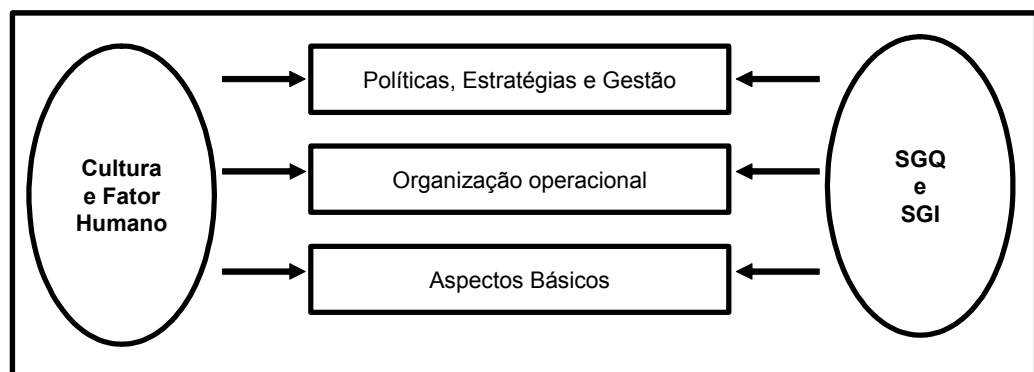 Cultura
e Fator
Humano
Políticas, Estratégias e Gestão
Organização operacional
Aspectos Básicos
SGQ
e
SGI